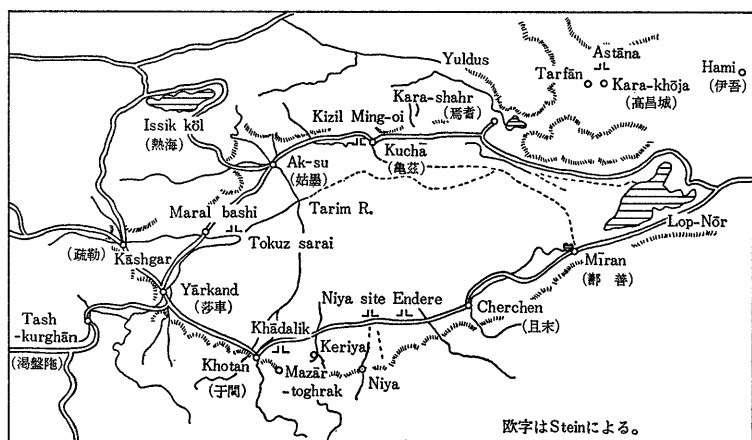 Yuldus
Astāna
Tarfān
Hami
(伊吾)
Kara-khōja
(高昌城)
Issik köl
(熱海)
Kizil Ming-oi
Kara-shahr
(焉耆)
Ak-su
(姑墨)
Kuchā
(亀茲)
Maral bashi
Tarim R.
Tokuz sarai
Lop-Nōr
(疏勒)
Kāshgar
Mīran
(鄯善)
Yārkand
(莎車)
Tash
-kurghān
(渇盤陁)
Khādalik
Niya site
Endere
Cherchen
(且末)
Khotan
(于闐)
Keriya
Mazār
-toghrak
Niya
欧字はSteinによる。